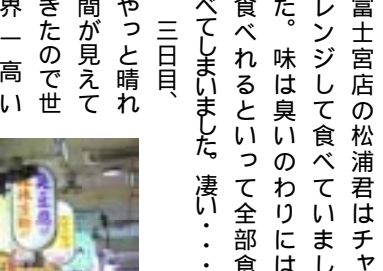 富士宮店の松浦君はチャ
レンジして食べていまし
た。味は臭いのわりには
食べれるといって全部食
べてしまいました。凄い・・・
三日目、
やっと晴れ
間が見えて
きたので世
界一高い